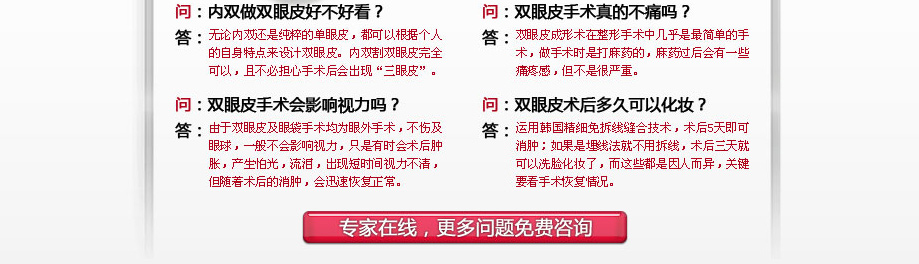 问：内双做双眼皮好不好看？
答：无论内双还是纯粹的单眼皮，都可以根据个人
的自身特点来设计双眼皮。内双割双眼皮完全
可以，且不必担心手术后会出现“三眼皮”。
问：双眼皮手术真的不痛吗？
答：双眼皮成形术在整形手术中几乎是最简单的手
术，做手术时是打麻药的，麻药过后会有一些
痛疼感，但不是很严重。
问：双眼皮手术会影响视力吗？
答：由于双眼皮及眼袋手术均为眼外手术，不伤及
眼球，一般不会影响视力，只是有时会术后肿
胀，产生怕光，流泪，出现短时间视力不清，
但随着术后的消肿，会迅速恢复正常。
问：双眼皮术后多久可以化妆？
答：运用韩国精细免拆线缝合技术，术后5天即可
消肿；如果是埋线法就不用拆线，术后三天就
可以洗脸化妆了，而这些都是因人而异，关键
要看手术恢复情况。
专家在线，更多问题免费咨询